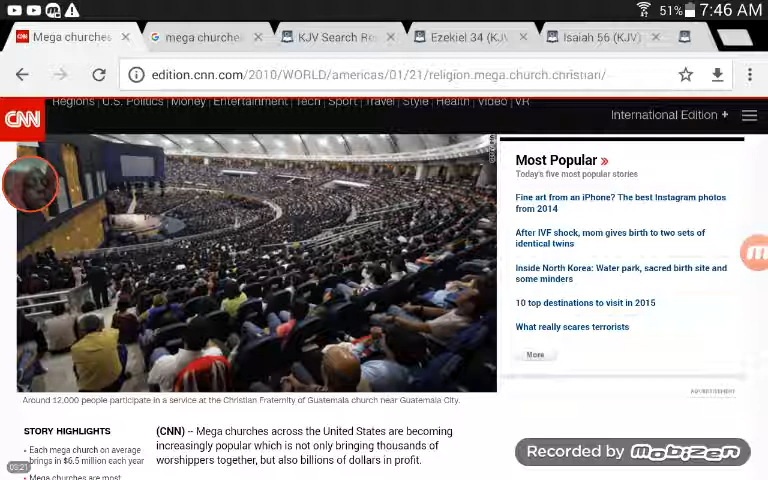 51% 7:46 AM
Mega churches
mega churche
KJV Search Re
Ezekiel 34 (KJV
Isaiah 56 (KJV)
edition.cnn.com/2010/WORLD/americas/01/21/religion.mega.church.christian/
CNN
Regions U.S. Politics Money Entertainment Tech Sport Travel Style Health Video VR
International Edition +
Most Popular »
Today's five most popular stories
Fine art from an iPhone? The best Instagram photos
from 2014
After IVF shock, mom gives birth to two sets of
identical twins
Inside North Korea: Water park, sacred birth site and
some minders
10 top destinations to visit in 2015
What really scares terrorists
More
ADVERTISEMENT
Around 12,000 people participate in a service at the Christian Fraternity of Guatemala church near Guatemala City.
STORY HIGHLIGHTS
• Each mega church on average
brings in $6.5 million each year
• Mega churches are most
(CNN) -- Mega churches across the United States are becoming
increasingly popular which is not only bringing thousands of
worshippers together, but also billions of dollars in profit.
03:21
Recorded by Mobizen